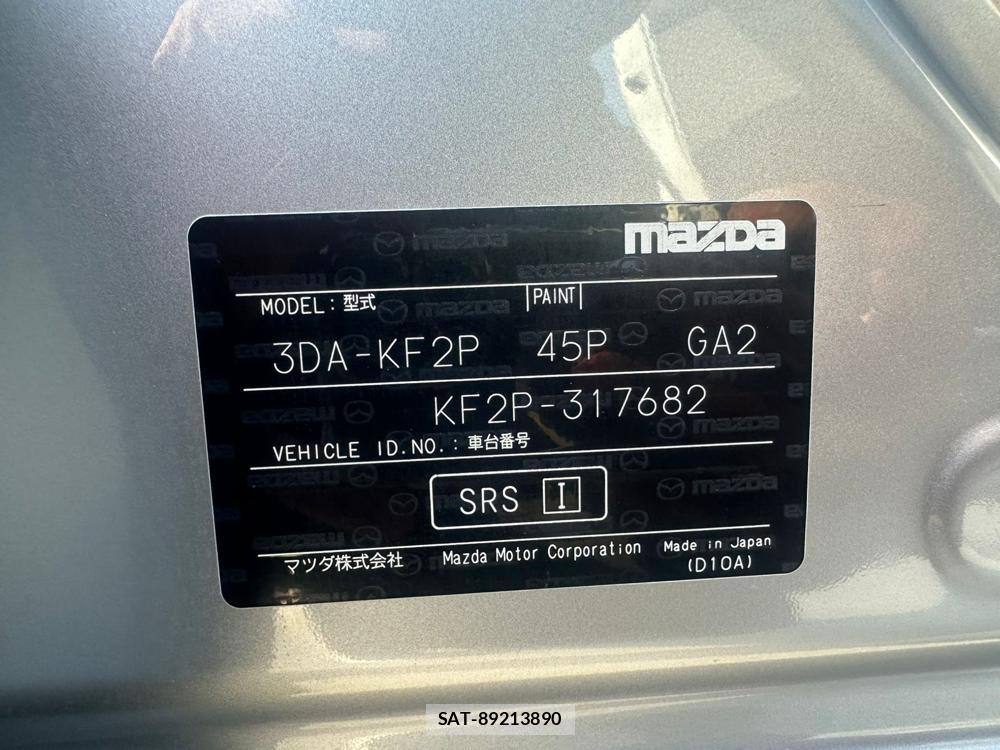 mazda
MODEL : 型式 PAINT
3DA-KF2P 45P GA2
KF2P-317682
VEHICLE ID.NO. : 車台番号
SRS I
マツダ株式会社 Mazda Motor Corporation Made in Japan
(D10A)
SAT-89213890